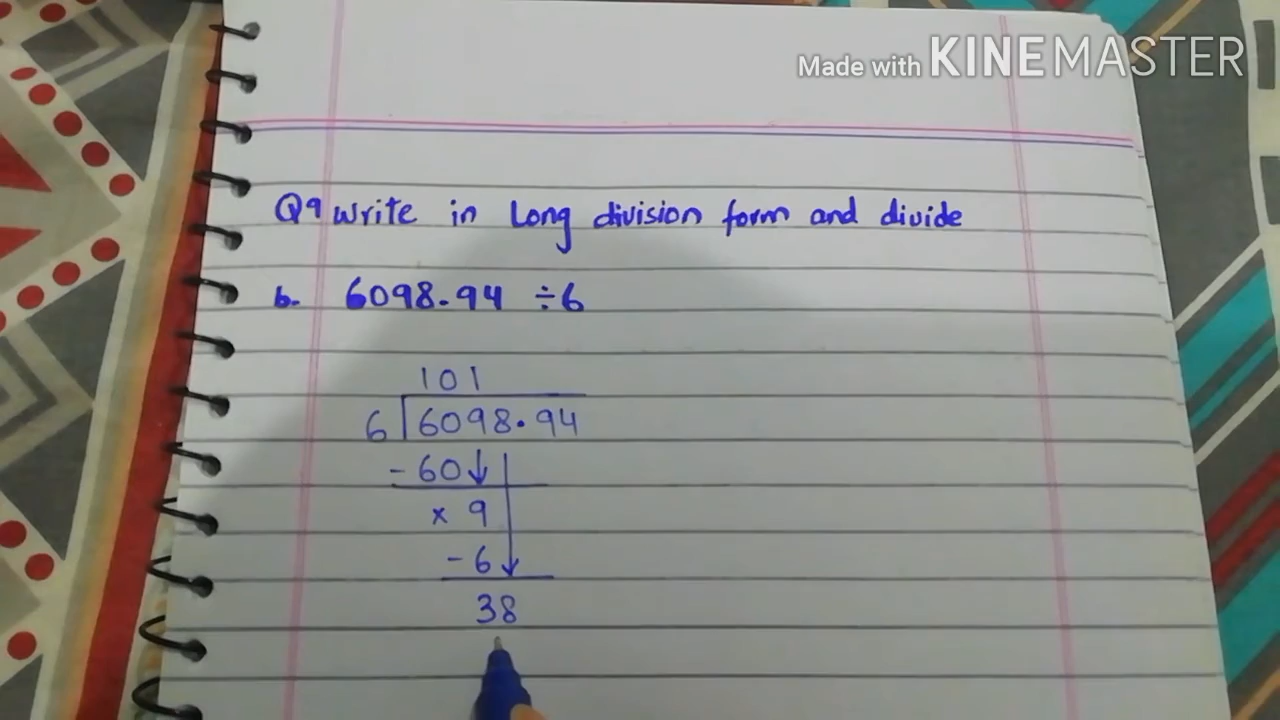 Made with KINEMASTER
Q9 Write in Long division form and divide
b. 6098.94 ÷6
101
6 6098.94
-60↓
× 9
-6↓
38